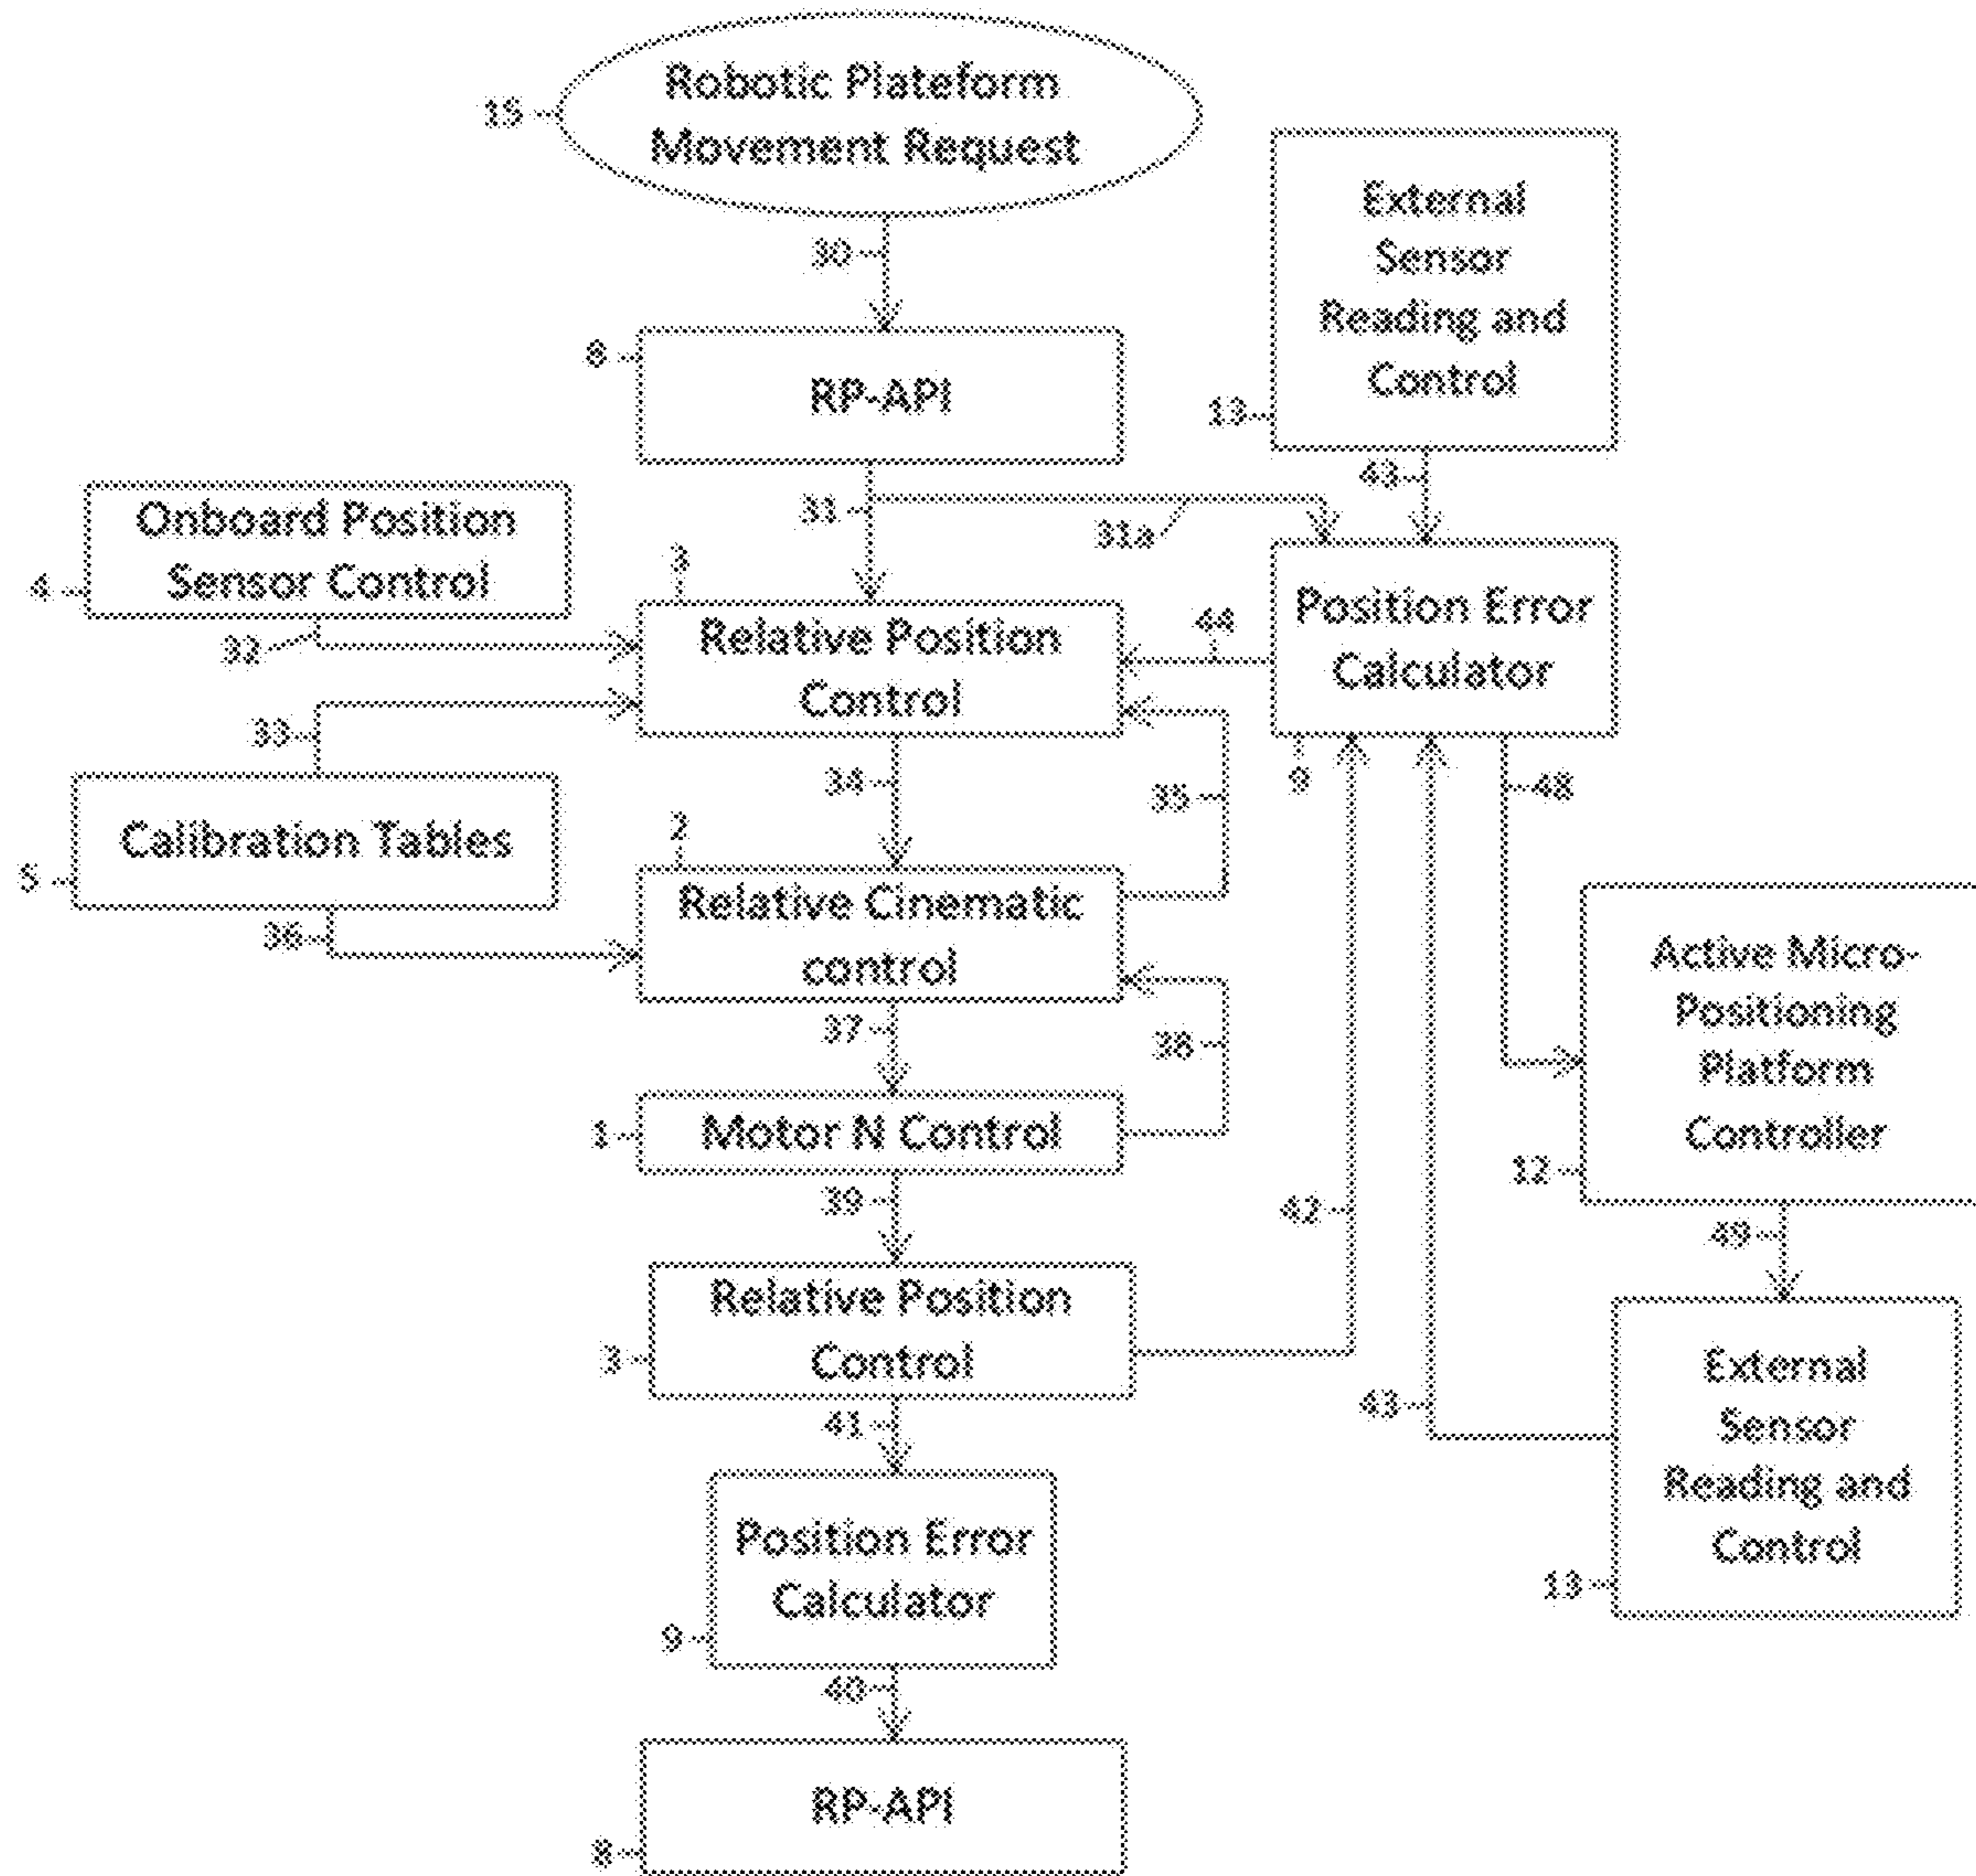 Robotic Plateform
Movement Request
15
30
RP-API
8
External
Sensor
Reading and
Control
13
43
31
31a
Onboard Position
Sensor Control
4
32
3
Relative Position
Control
44
Position Error
Calculator
9
33
34
35
48
Calibration Tables
5
36
2
Relative Cinematic
control
37
38
Active Micro-
Positioning
Platform
Controller
12
Motor N Control
1
39
42
49
Relative Position
Control
3
41
43
External
Sensor
Reading and
Control
13
Position Error
Calculator
9
40
RP-API
8